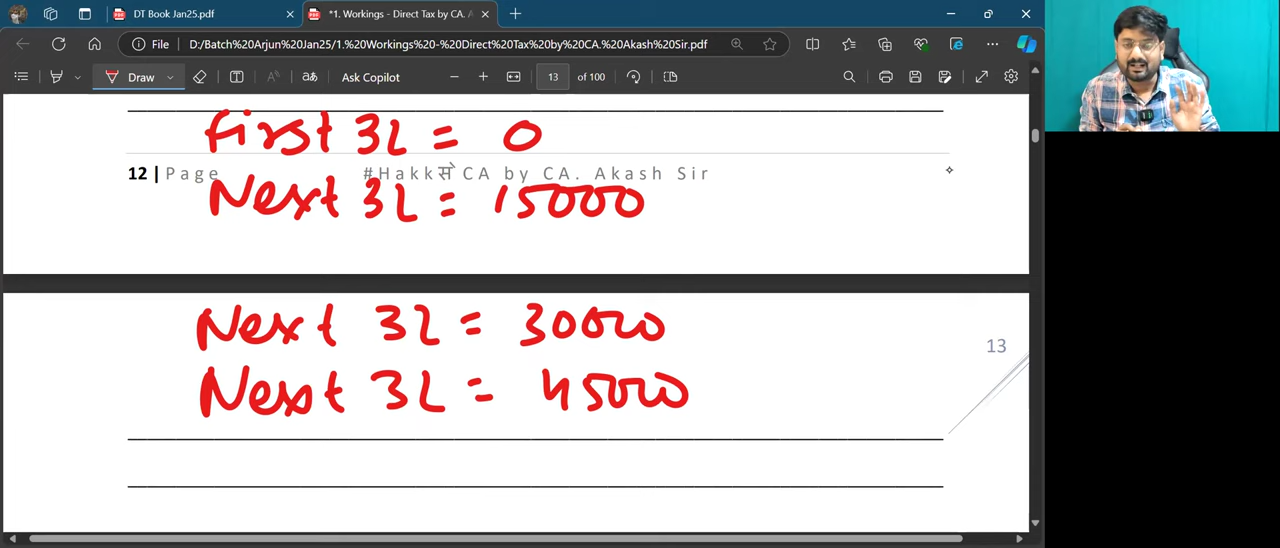 DT Book Jan25.pdf
*1. Workings - Direct Tax by CA. A
File D:/Batch%20Arjun%20Jan25/1.%20Workings%20-%20Direct%20Tax%20by%20CA.%20Akash%20Sir.pdf
Draw
aあ
Ask Copilot
13 of 100
First 3L = 0
12 | Page #Hakkसे CA by CA. Akash Sir
Next 3L = 15000
Next 3L = 30000
13
Next 3L = 45000